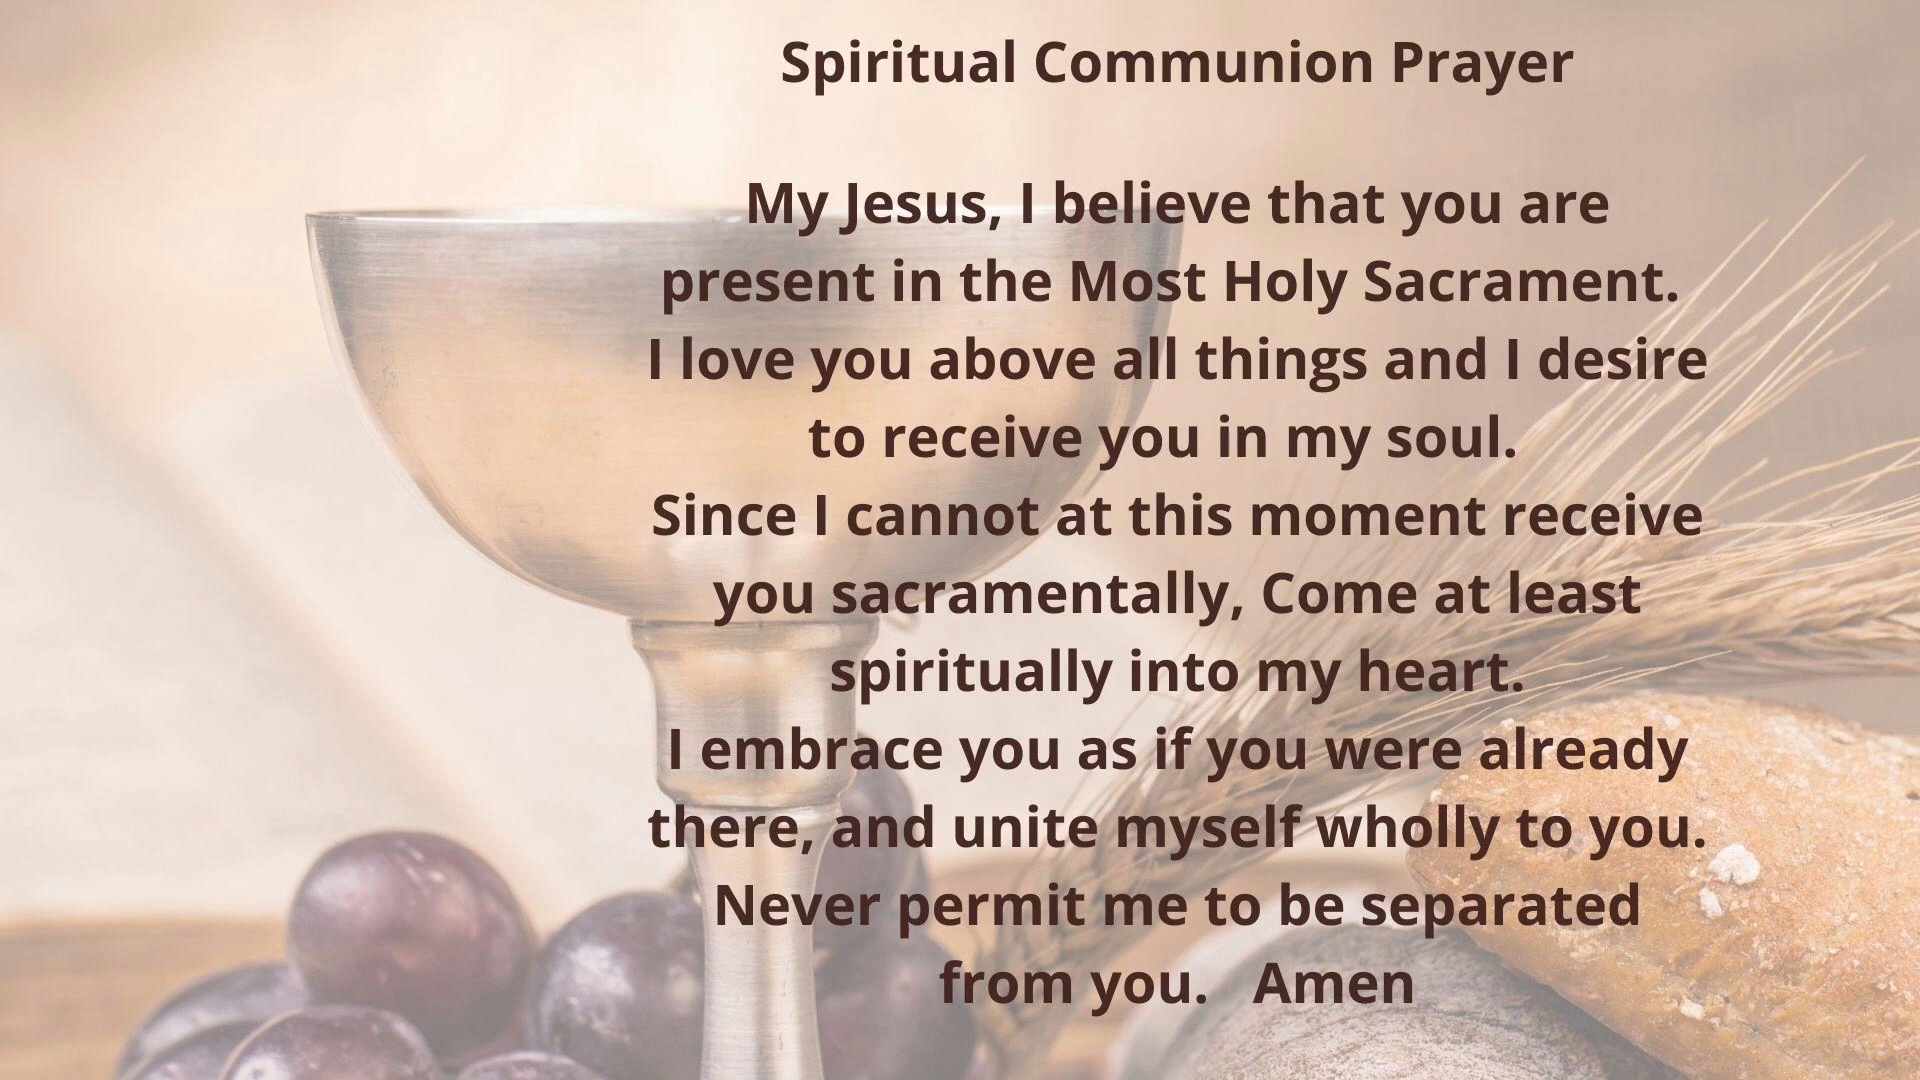 Spiritual Communion Prayer
My Jesus, I believe that you are
present in the Most Holy Sacrament.
I love you above all things and I desire
to receive you in my soul.
Since I cannot at this moment receive
you sacramentally, Come at least
spiritually into my heart.
I embrace you as if you were already
there, and unite myself wholly to you.
Never permit me to be separated
from you. Amen